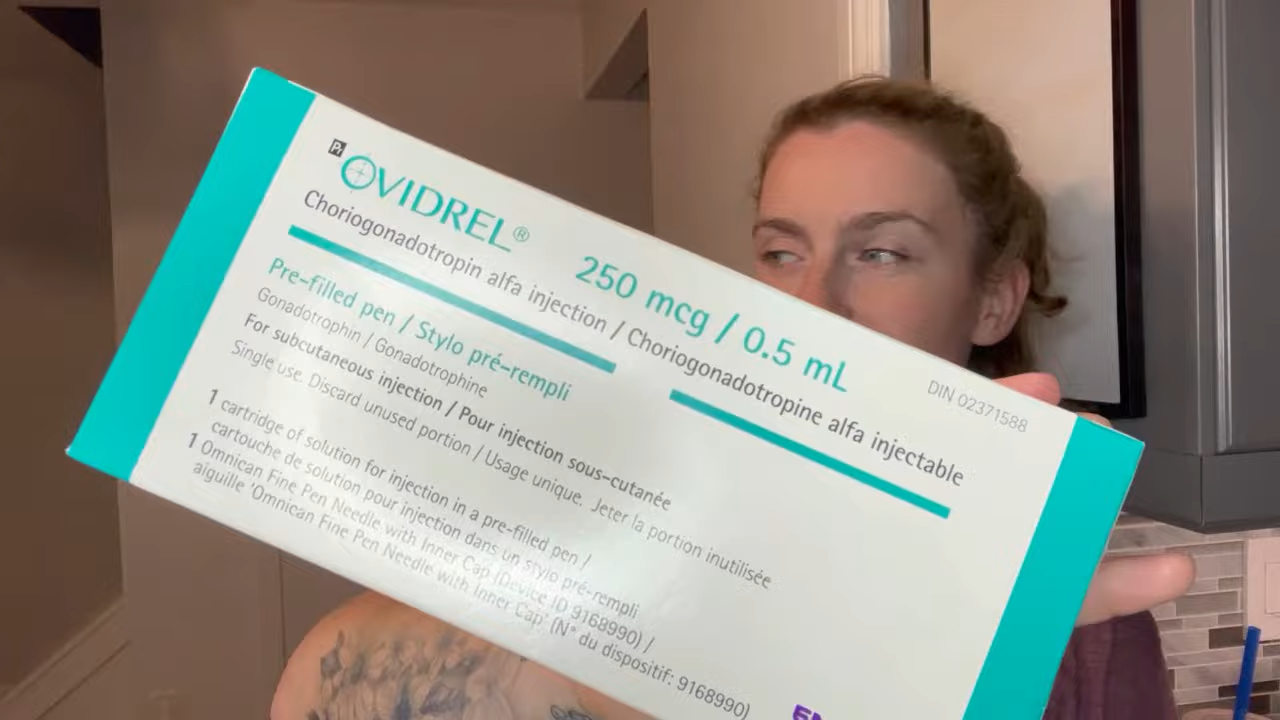 Pr
OVIDREL® 250 mcg / 0.5 mL
DIN 02371588
Choriogonadotropin alfa injection / Choriogonadotropine alfa injectable
Pre-filled pen / Stylo pré-rempli
Gonadotrophin / Gonadotrophine
For subcutaneous injection / Pour injection sous-cutanée
Single use. Discard unused portion / Usage unique. Jeter la portion inutilisée
1 cartridge of solution for injection in a pre-filled pen /
cartouche de solution pour injection dans un stylo pré-rempli
1 Omnican Fine Pen Needle with Inner Cap (Device ID 9168990) /
aiguille 'Omnican Fine Pen Needle with Inner Cap' (N° du dispositif: 9168990)